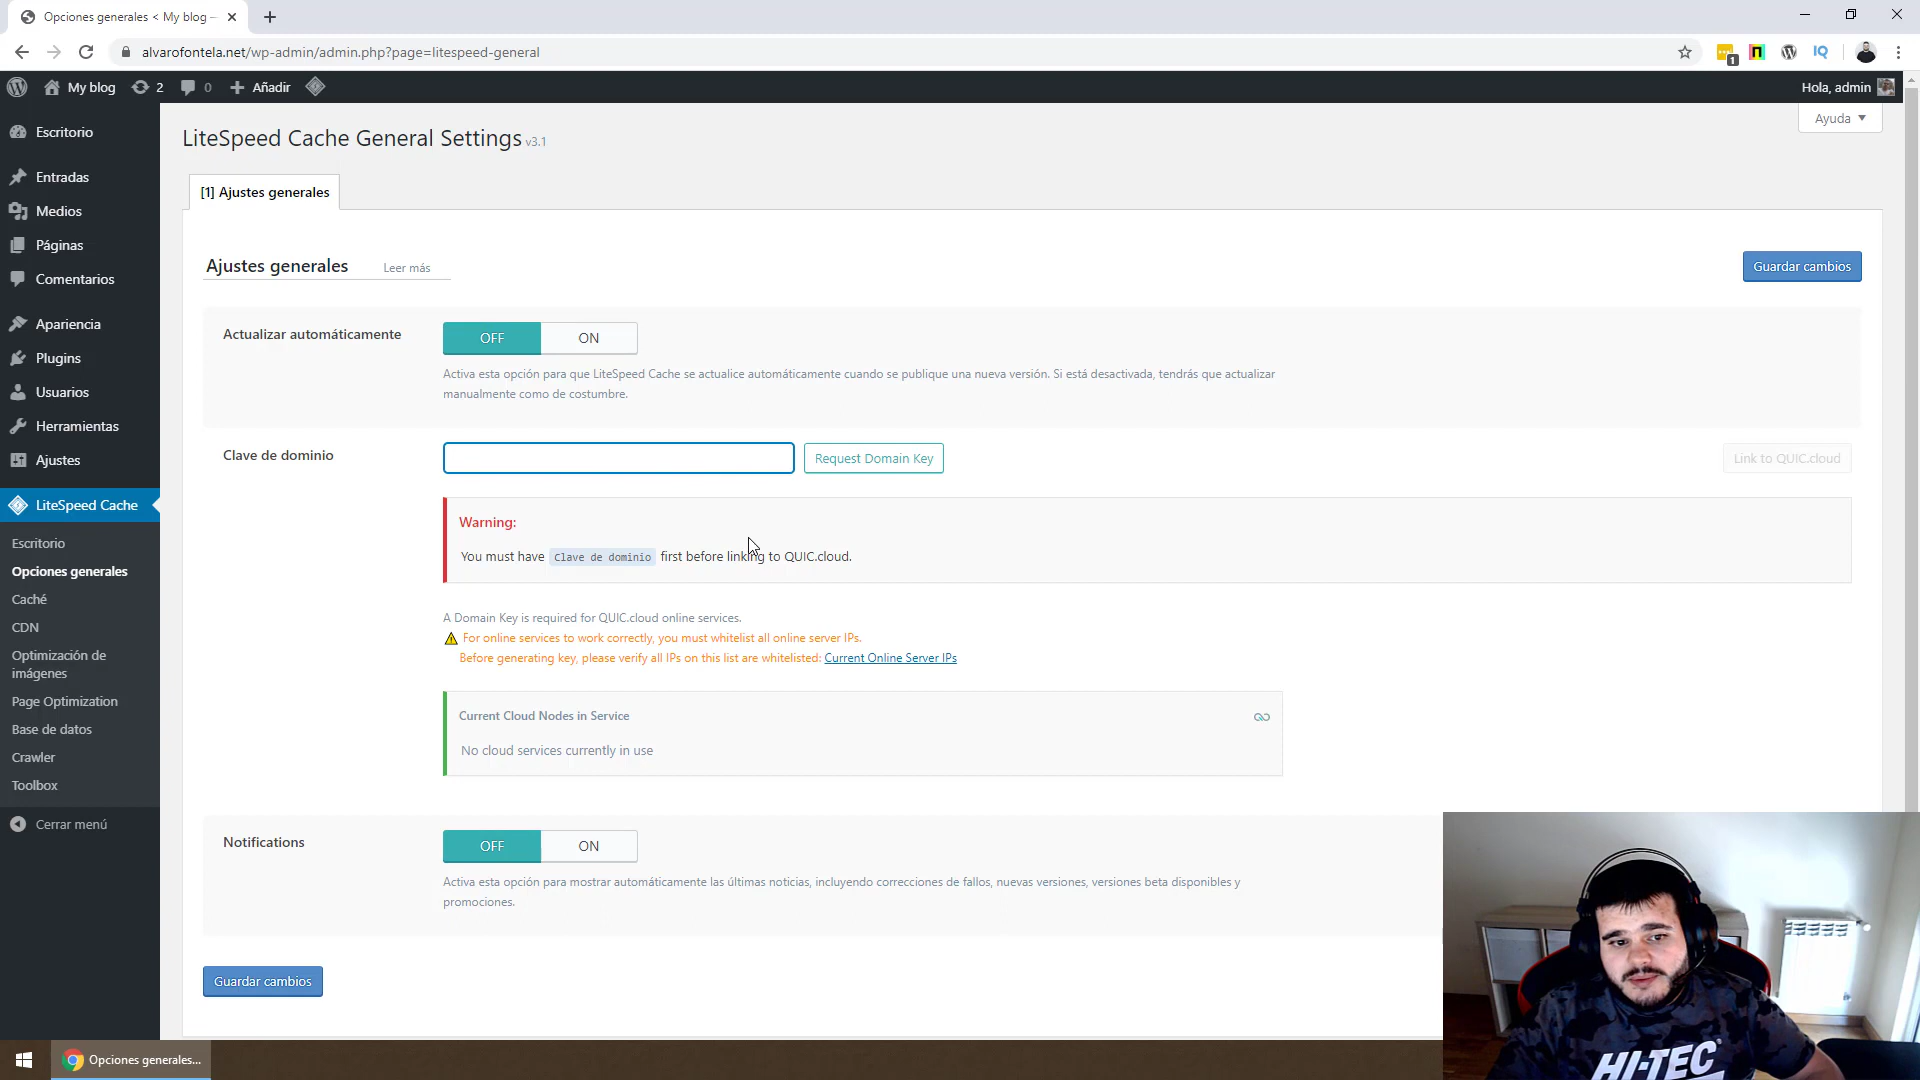 Opciones generales < My blog –
alvarofontela.net/wp-admin/admin.php?page=litespeed-general
1
My blog
2
0
Añadir
Hola, admin
Escritorio
Entradas
Medios
Páginas
Comentarios
Apariencia
Plugins
Usuarios
Herramientas
Ajustes
LiteSpeed Cache
Escritorio
Opciones generales
Caché
CDN
Optimización de
imágenes
Page Optimization
Base de datos
Crawler
Toolbox
Cerrar menú
Ayuda
LiteSpeed Cache General Settings v3.1
[1] Ajustes generales
Ajustes generales Leer más
Guardar cambios
Actualizar automáticamente
OFF ON
Activa esta opción para que LiteSpeed Cache se actualice automáticamente cuando se publique una nueva versión. Si está desactivada, tendrás que actualizar
manualmente como de costumbre.
Clave de dominio
Request Domain Key
Link to QUIC.cloud
Warning:
You must have Clave de dominio first before linking to QUIC.cloud.
A Domain Key is required for QUIC.cloud online services.
For online services to work correctly, you must whitelist all online server IPs.
Before generating key, please verify all IPs on this list are whitelisted: Current Online Server IPs
Current Cloud Nodes in Service
No cloud services currently in use
Notifications
OFF ON
Activa esta opción para mostrar automáticamente las últimas noticias, incluyendo correcciones de fallos, nuevas versiones, versiones beta disponibles y
promociones.
Guardar cambios
Opciones generales...
HI-TEC